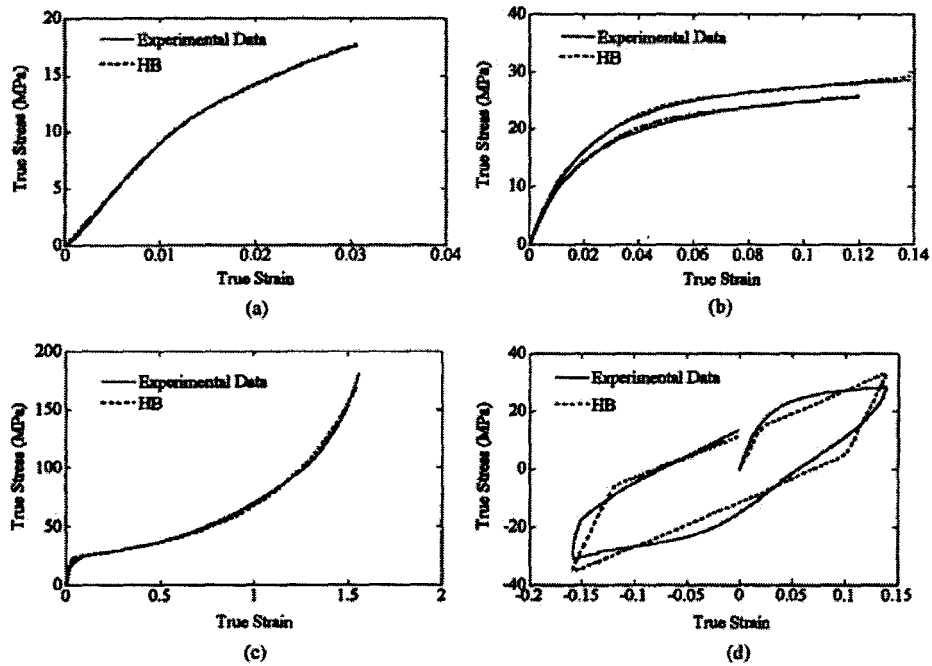 20
15
10
5
0
True Stress (MPa)
Experimental Data
HB
0
0.01
0.02
0.03
0.04
True Strain
(a)
40
30
20
10
0
True Stress (MPa)
Experimental Data
HB
0
0.02
0.04
0.06
0.08
0.10
0.12
0.14
True Strain
(b)
200
150
100
50
0
True Stress (MPa)
Experimental Data
HB
0
0.5
1
1.5
2
True Strain
(c)
40
20
0
-20
-40
True Stress (MPa)
Experimental Data
HB
-0.2
-0.15
-0.1
-0.05
0
0.05
0.1
0.15
True Strain
(d)